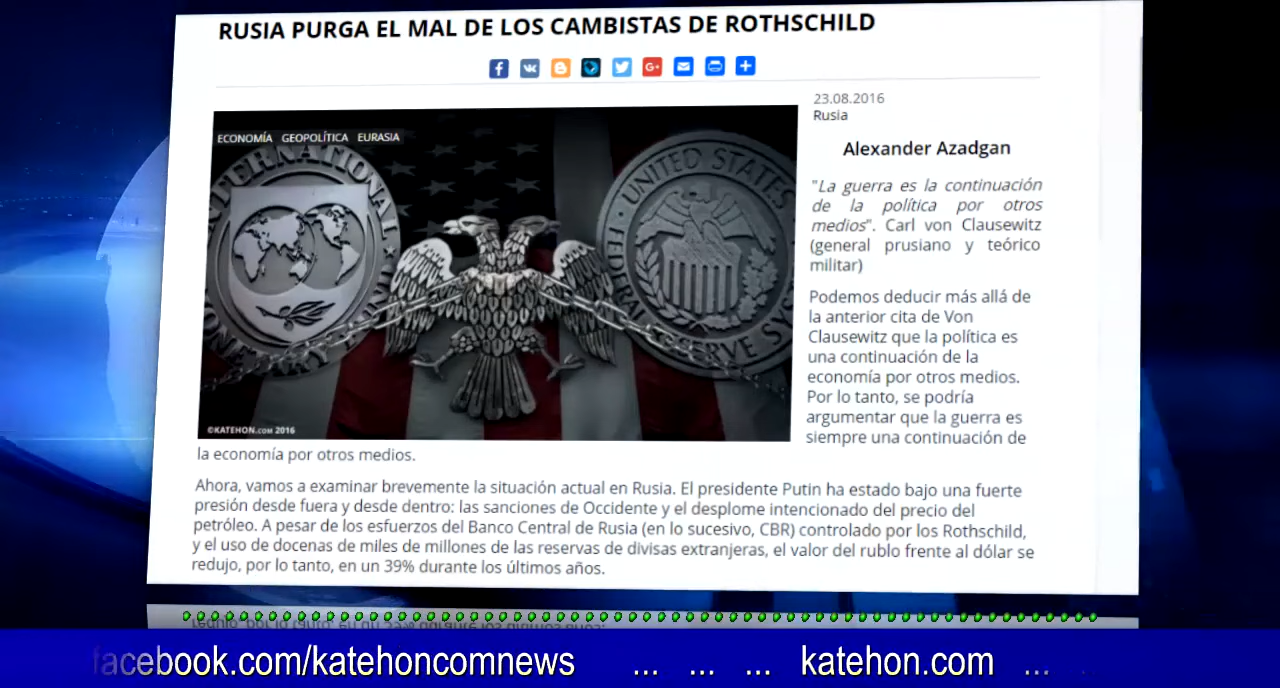 RUSIA PURGA EL MAL DE LOS CAMBISTAS DE ROTHSCHILD
ECONOMÍA GEOPOLÍTICA EURASIA
INTERNATIONAL
MONETARY FUND
UNITED STATES
FEDERAL RESERVE SYSTEM
©KATEHON.COM 2016
23.08.2016
Rusia
Alexander Azadgan
"La guerra es la continuación
de la política por otros
medios". Carl von Clausewitz
(general prusiano y teórico
militar)
Podemos deducir más allá de
la anterior cita de Von
Clausewitz que la política es
una continuación de la
economía por otros medios.
Por lo tanto, se podría
argumentar que la guerra es
siempre una continuación de
la economía por otros medios.
Ahora, vamos a examinar brevemente la situación actual en Rusia. El presidente Putin ha estado bajo una fuerte
presión desde fuera y desde dentro: las sanciones de Occidente y el desplome intencionado del precio del
petróleo. A pesar de los esfuerzos del Banco Central de Rusia (en lo sucesivo, CBR) controlado por los Rothschild,
y el uso de docenas de miles de millones de las reservas de divisas extranjeras, el valor del rublo frente al dólar se
redujo, por lo tanto, en un 39% durante los últimos años.
facebook.com/katehoncomnews ... ... ... katehon.com ...